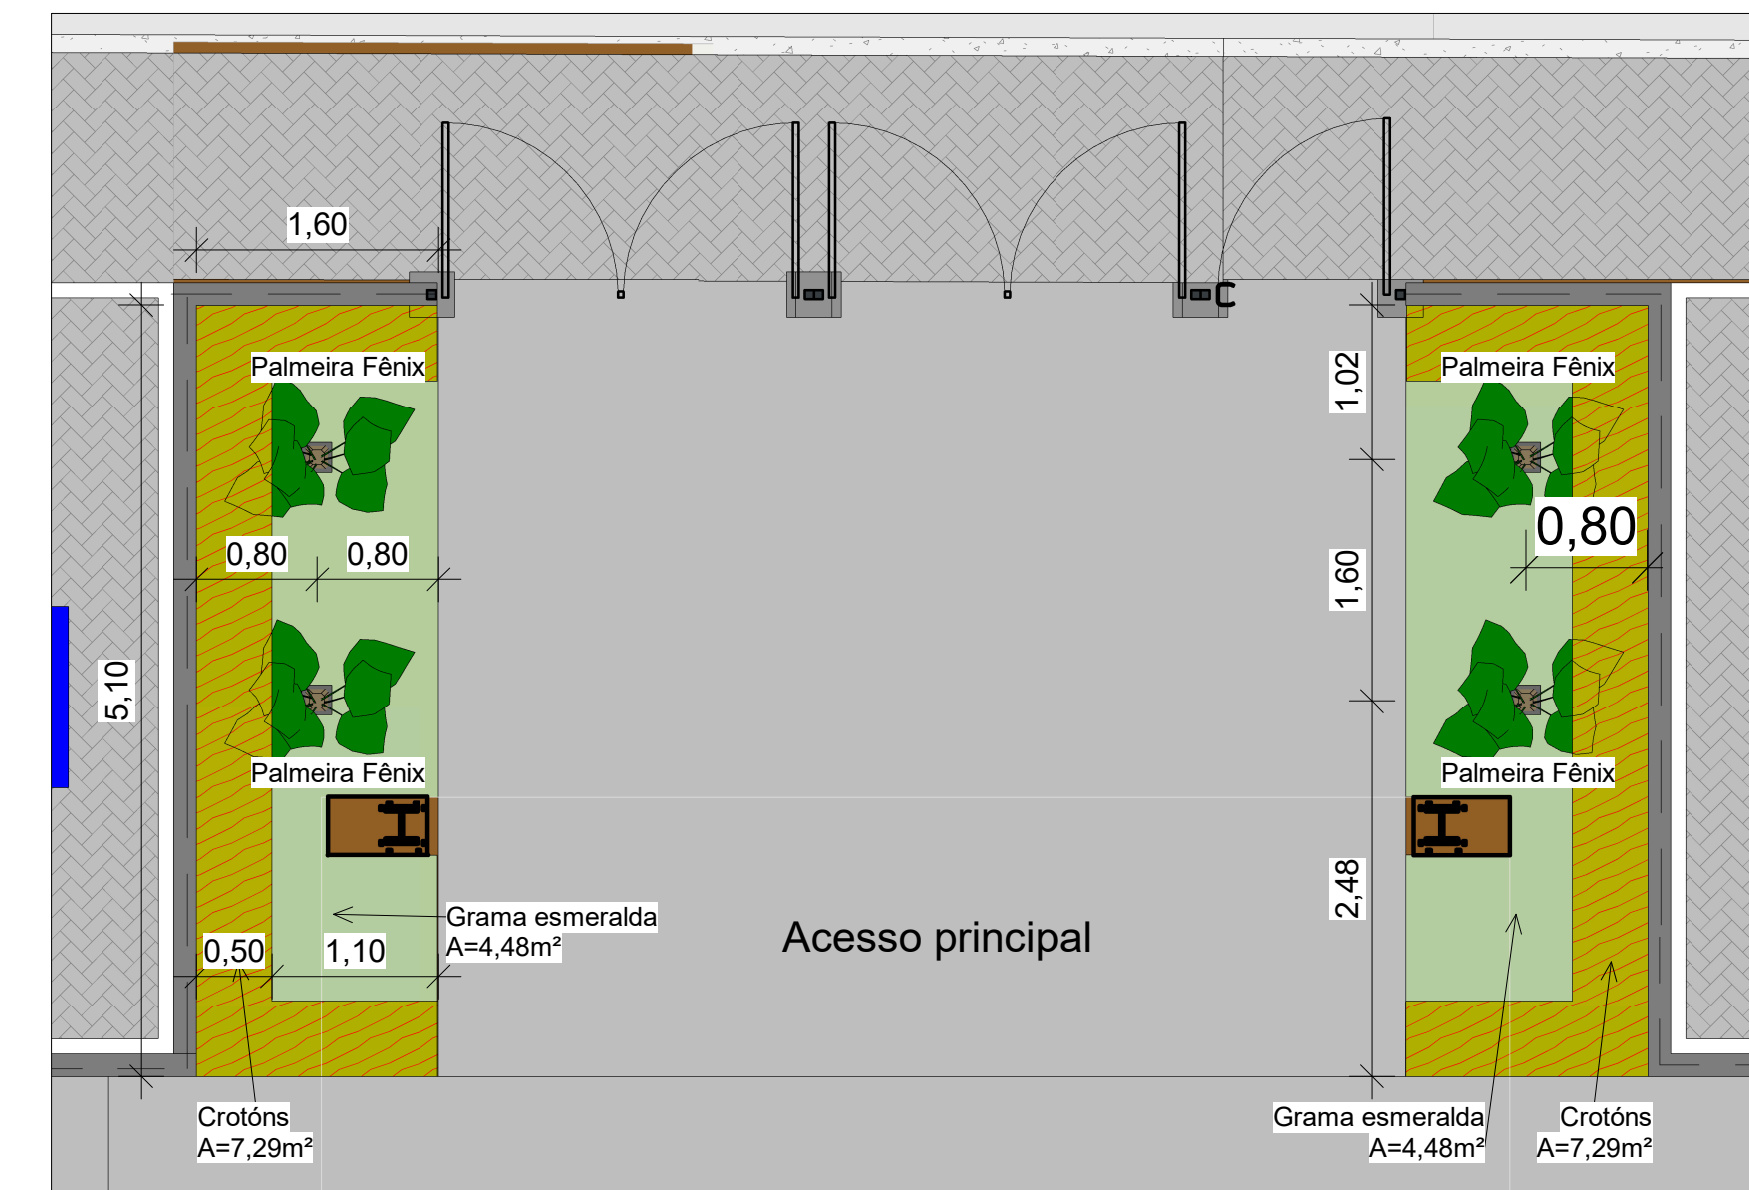 1,60
Palmeira Fênix
Palmeira Fênix
1,02
0,80
0,80
0,80
1,60
5,10
Palmeira Fênix
Palmeira Fênix
2,48
Grama esmeralda
A=4,48m²
Acesso principal
0,50
1,10
Crotóns
A=7,29m²
Grama esmeralda
A=4,48m²
Crotóns
A=7,29m²